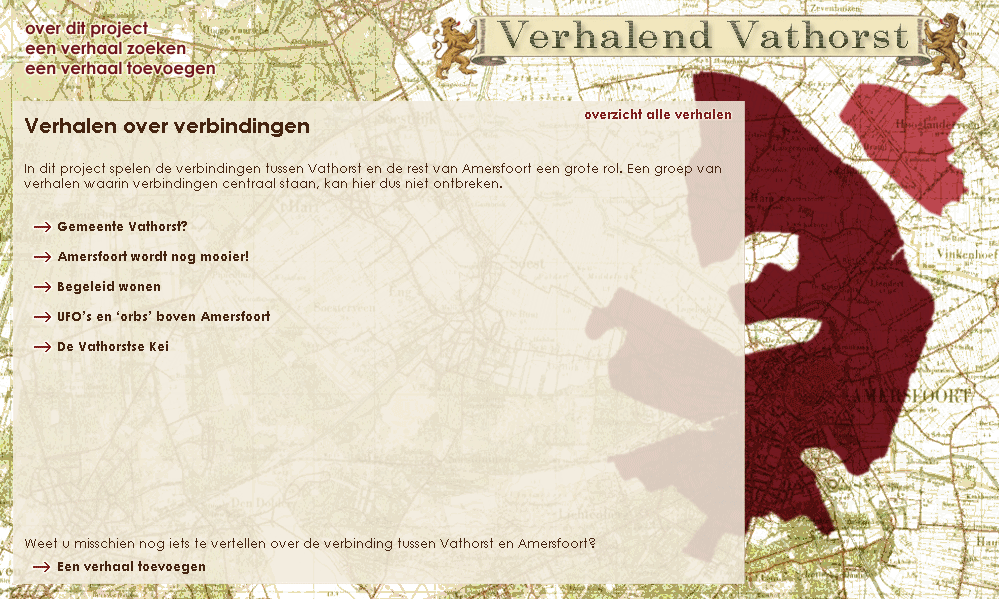 over dit project
een verhaal zoeken
een verhaal toevoegen
Verhalend Vathorst
overzicht alle verhalen
Verhalen over verbindingen
In dit project spelen de verbindingen tussen Vathorst en de rest van Amersfoort een grote rol. Een groep van
verhalen waarin verbindingen centraal staan, kan hier dus niet ontbreken.
→ Gemeente Vathorst?
→ Amersfoort wordt nog mooier!
→ Begeleid wonen
→ UFO's en ‘orbs’ boven Amersfoort
→ De Vathorstse Kei
Weet u misschien nog iets te vertellen over de verbinding tussen Vathorst en Amersfoort?
→ Een verhaal toevoegen
Zevenhuizen
Hooglanderveen
Vinkenhoef
AMERSFOORT